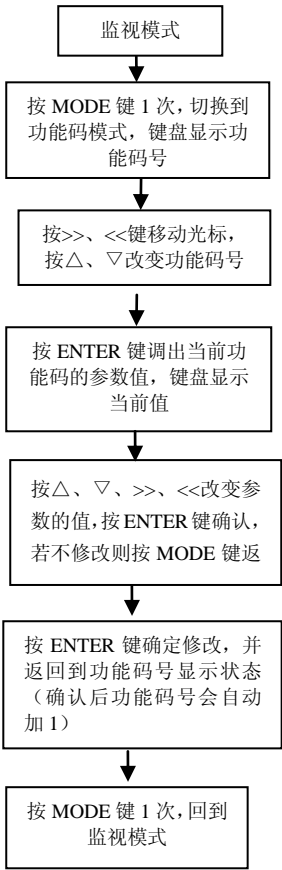 监视模式
按 MODE 键 1 次，切换到
功能码模式，键盘显示功
能码号
按>>、<<键移动光标，
按△、▽改变功能码号
按 ENTER 键调出当前功
能码的参数值，键盘显示
当前值
按△、▽、>>、<<改变参
数的值，按 ENTER 键确认，
若不修改则按 MODE 键返
按 ENTER 键确定修改，并
返回到功能码号显示状态
（确认后功能码号会自动
加 1）
按 MODE 键 1 次，回到
监视模式